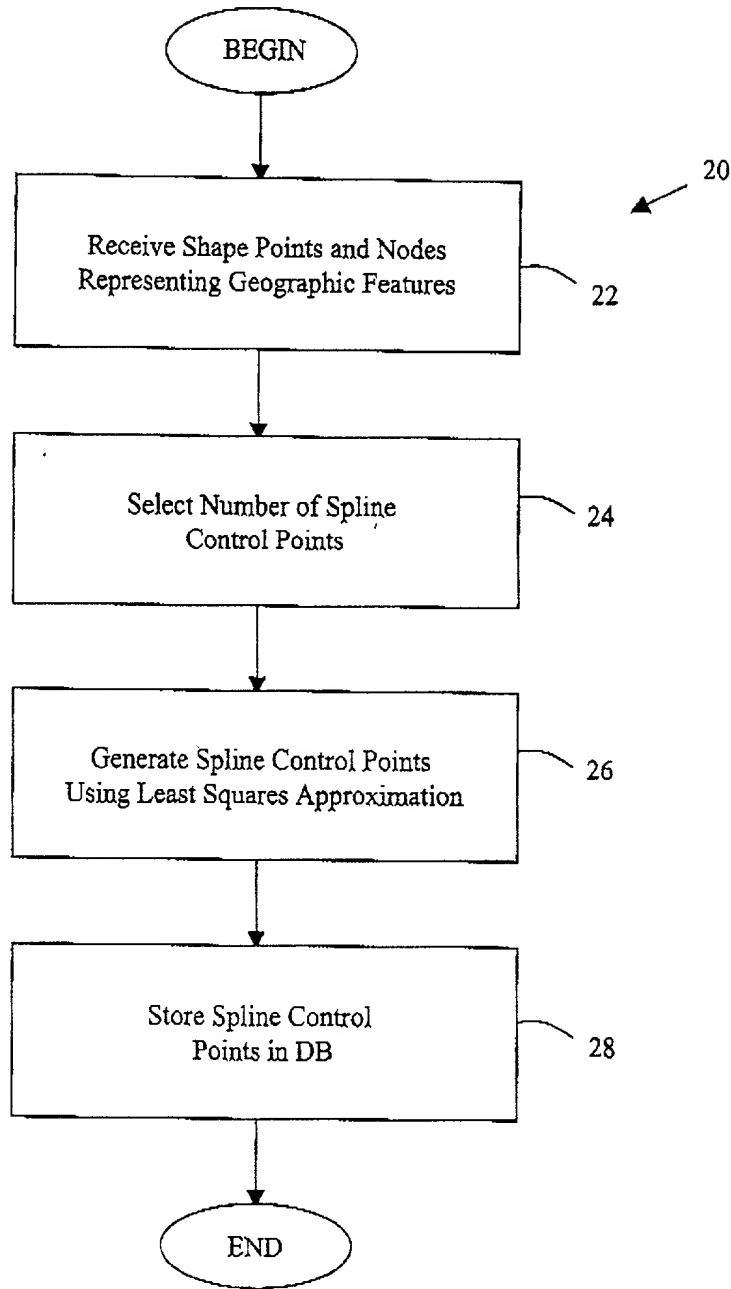 BEGIN
20
Receive Shape Points and Nodes
Representing Geographic Features
22
Select Number of Spline
Control Points
24
Generate Spline Control Points
Using Least Squares Approximation
26
Store Spline Control
Points in DB
28
END